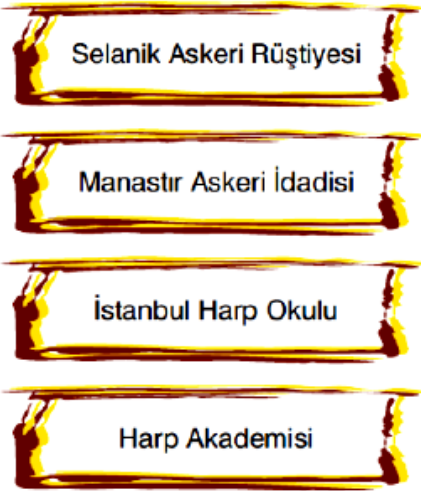 Selanik Askeri Rüştiyesi
Manastır Askeri İdadisi
İstanbul Harp Okulu
Harp Akademisi